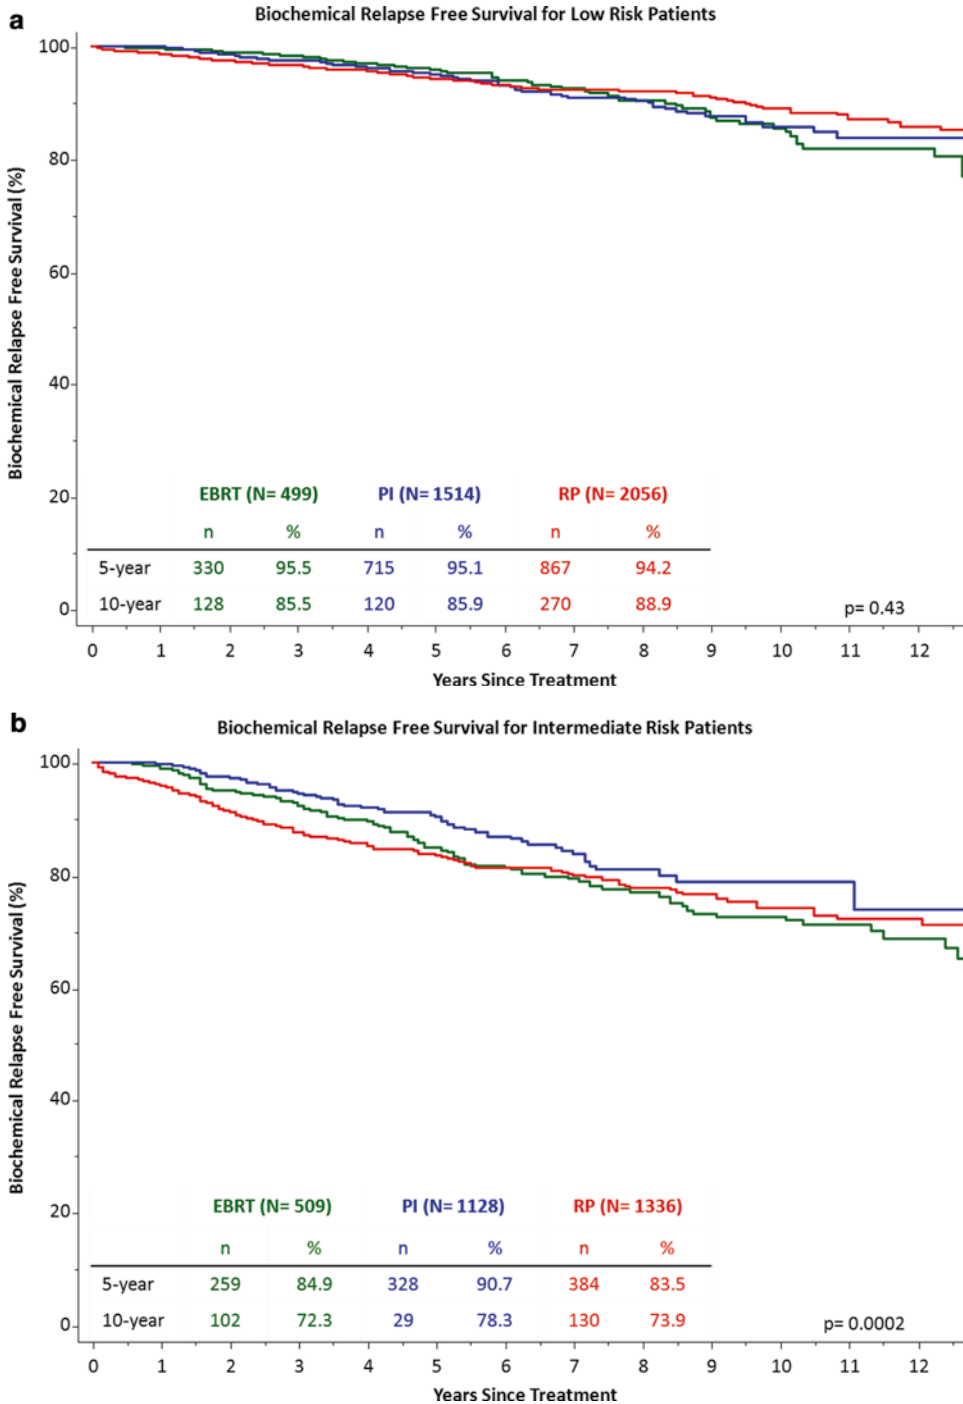 a
Biochemical Relapse Free Survival for Low Risk Patients
Biochemical Relapse Free Survival (%)
100
80
60
40
20
0
EBRT (N= 499) PI (N= 1514) RP (N= 2056)
n % n % n %
5-year 330 95.5 715 95.1 867 94.2
10-year 128 85.5 120 85.9 270 88.9
p= 0.43
0 1 2 3 4 5 6 7 8 9 10 11 12
Years Since Treatment
b
Biochemical Relapse Free Survival for Intermediate Risk Patients
Biochemical Relapse Free Survival (%)
100
80
60
40
20
0
EBRT (N= 509) PI (N= 1128) RP (N= 1336)
n % n % n %
5-year 259 84.9 328 90.7 384 83.5
10-year 102 72.3 29 78.3 130 73.9
p= 0.0002
0 1 2 3 4 5 6 7 8 9 10 11 12
Years Since Treatment